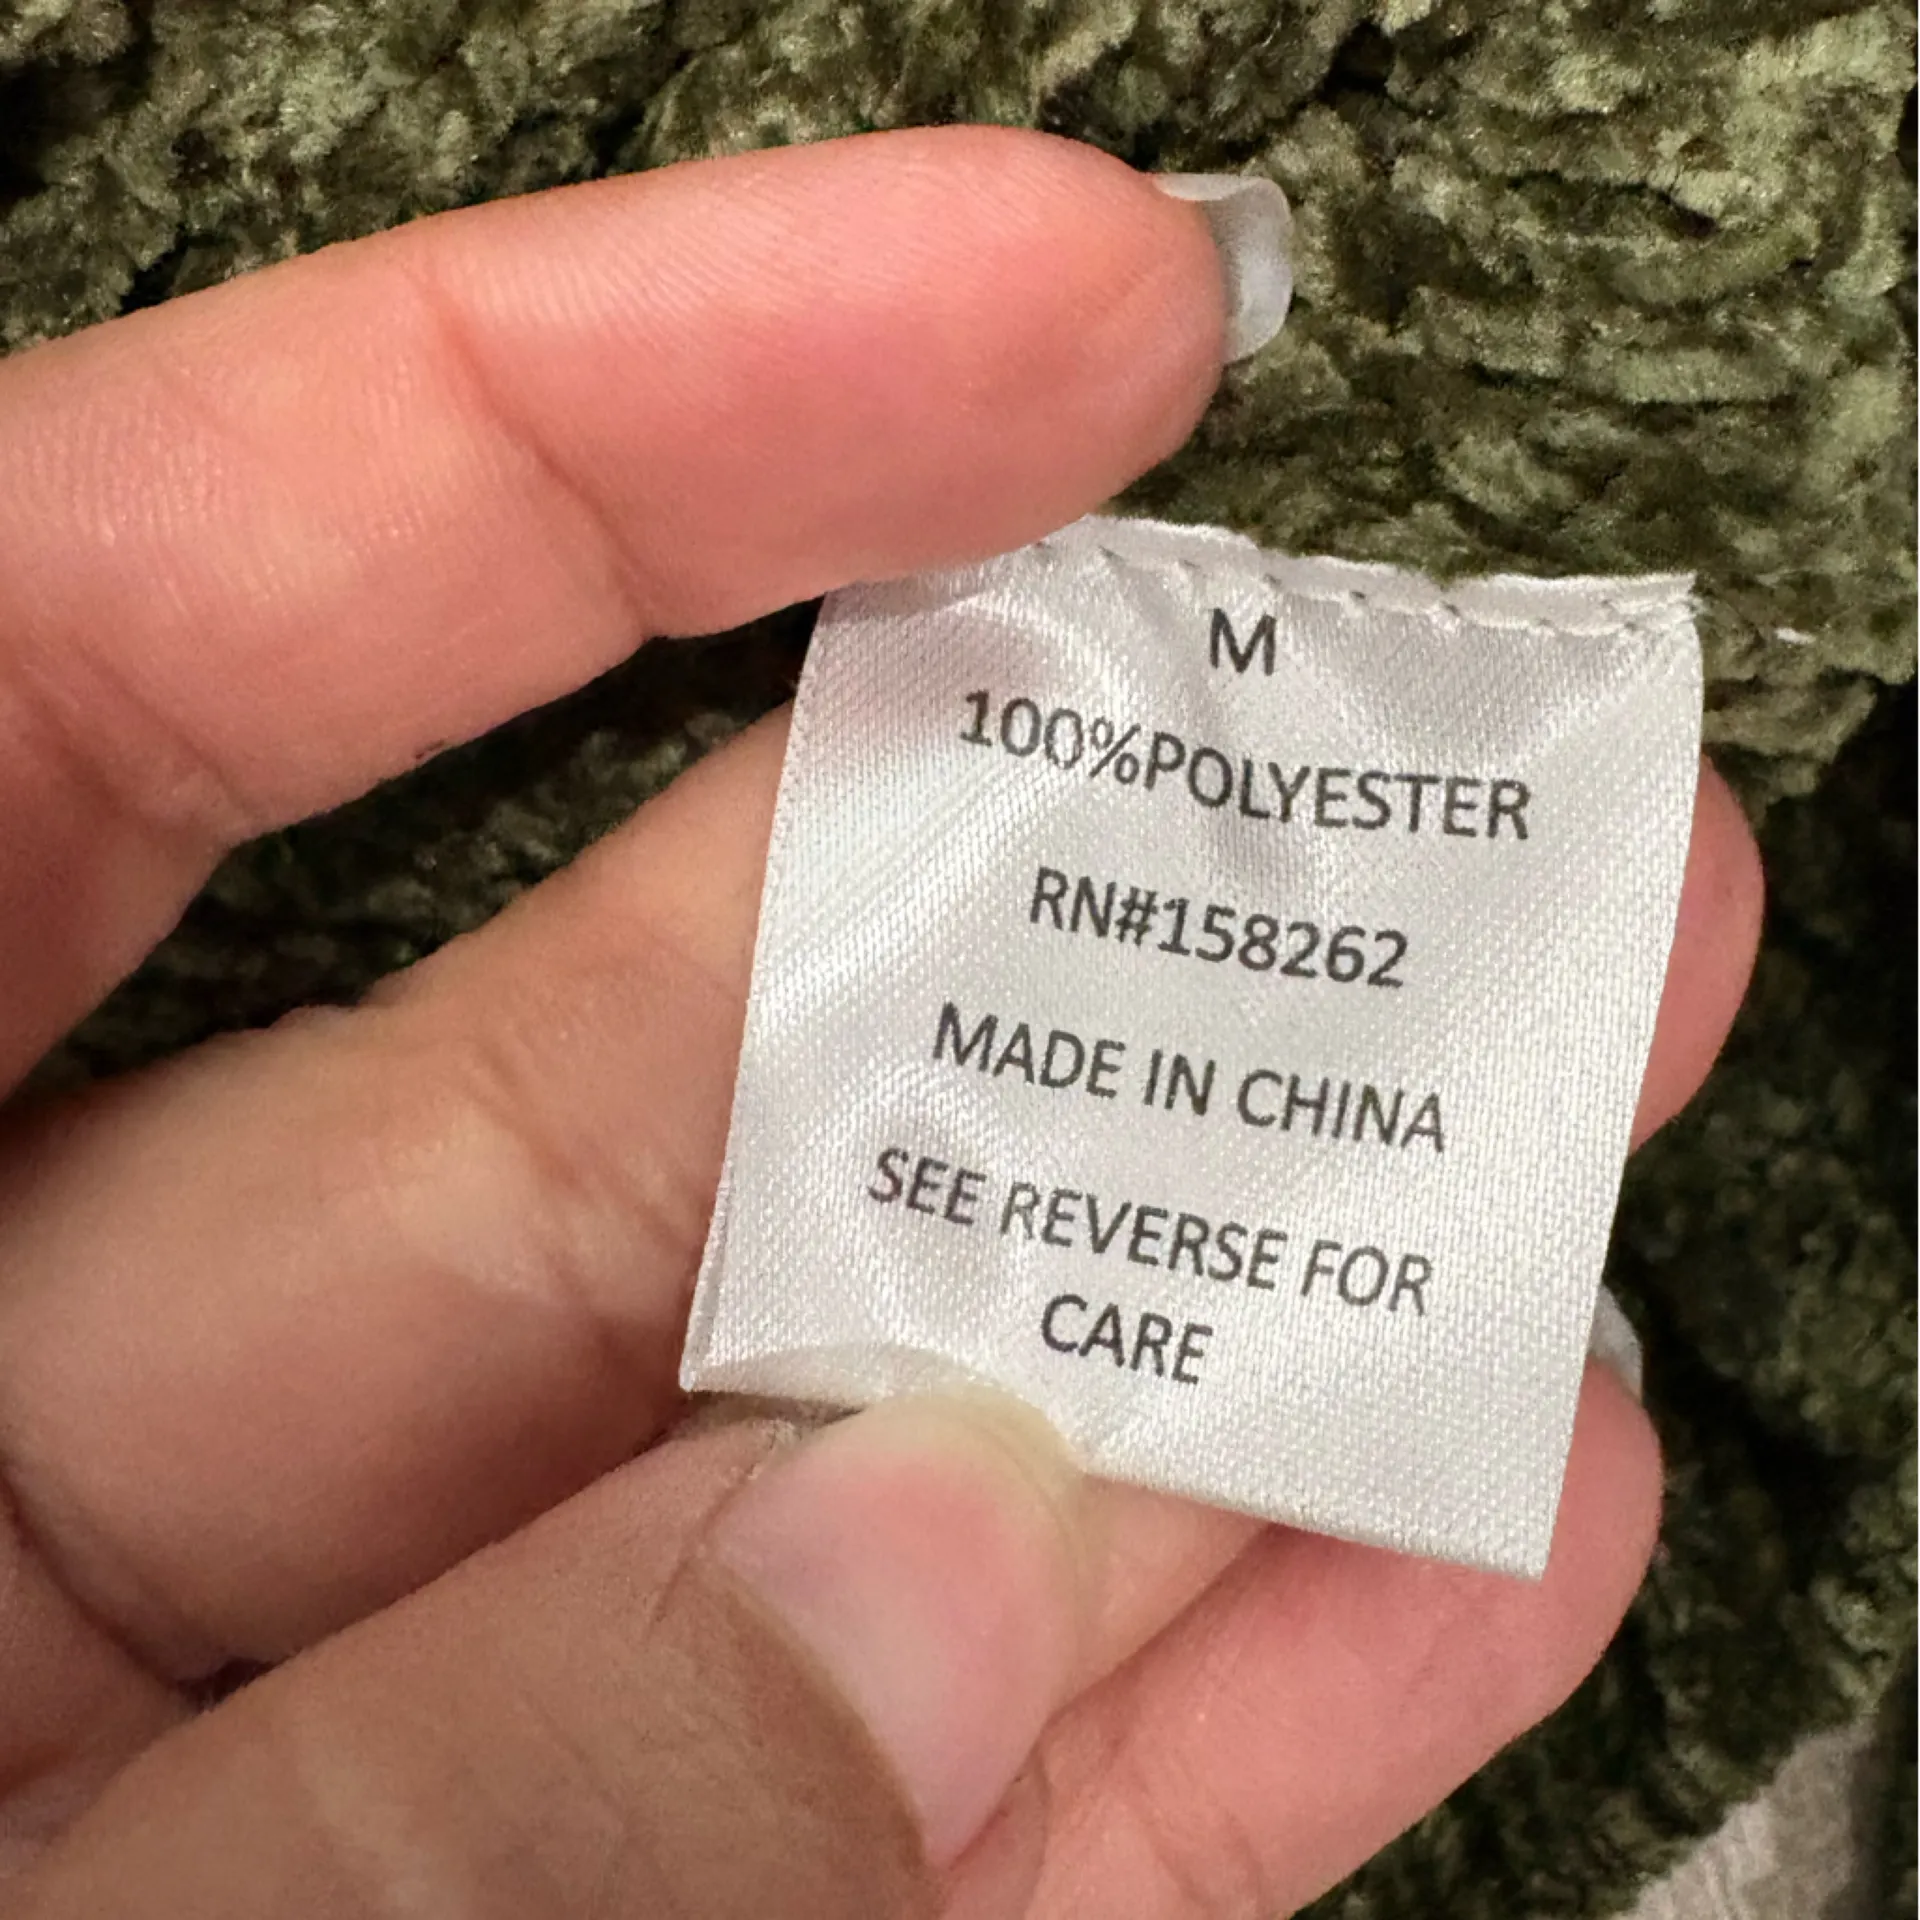 M
100%POLYESTER
RN#158262
MADE IN CHINA
SEE REVERSE FOR
CARE